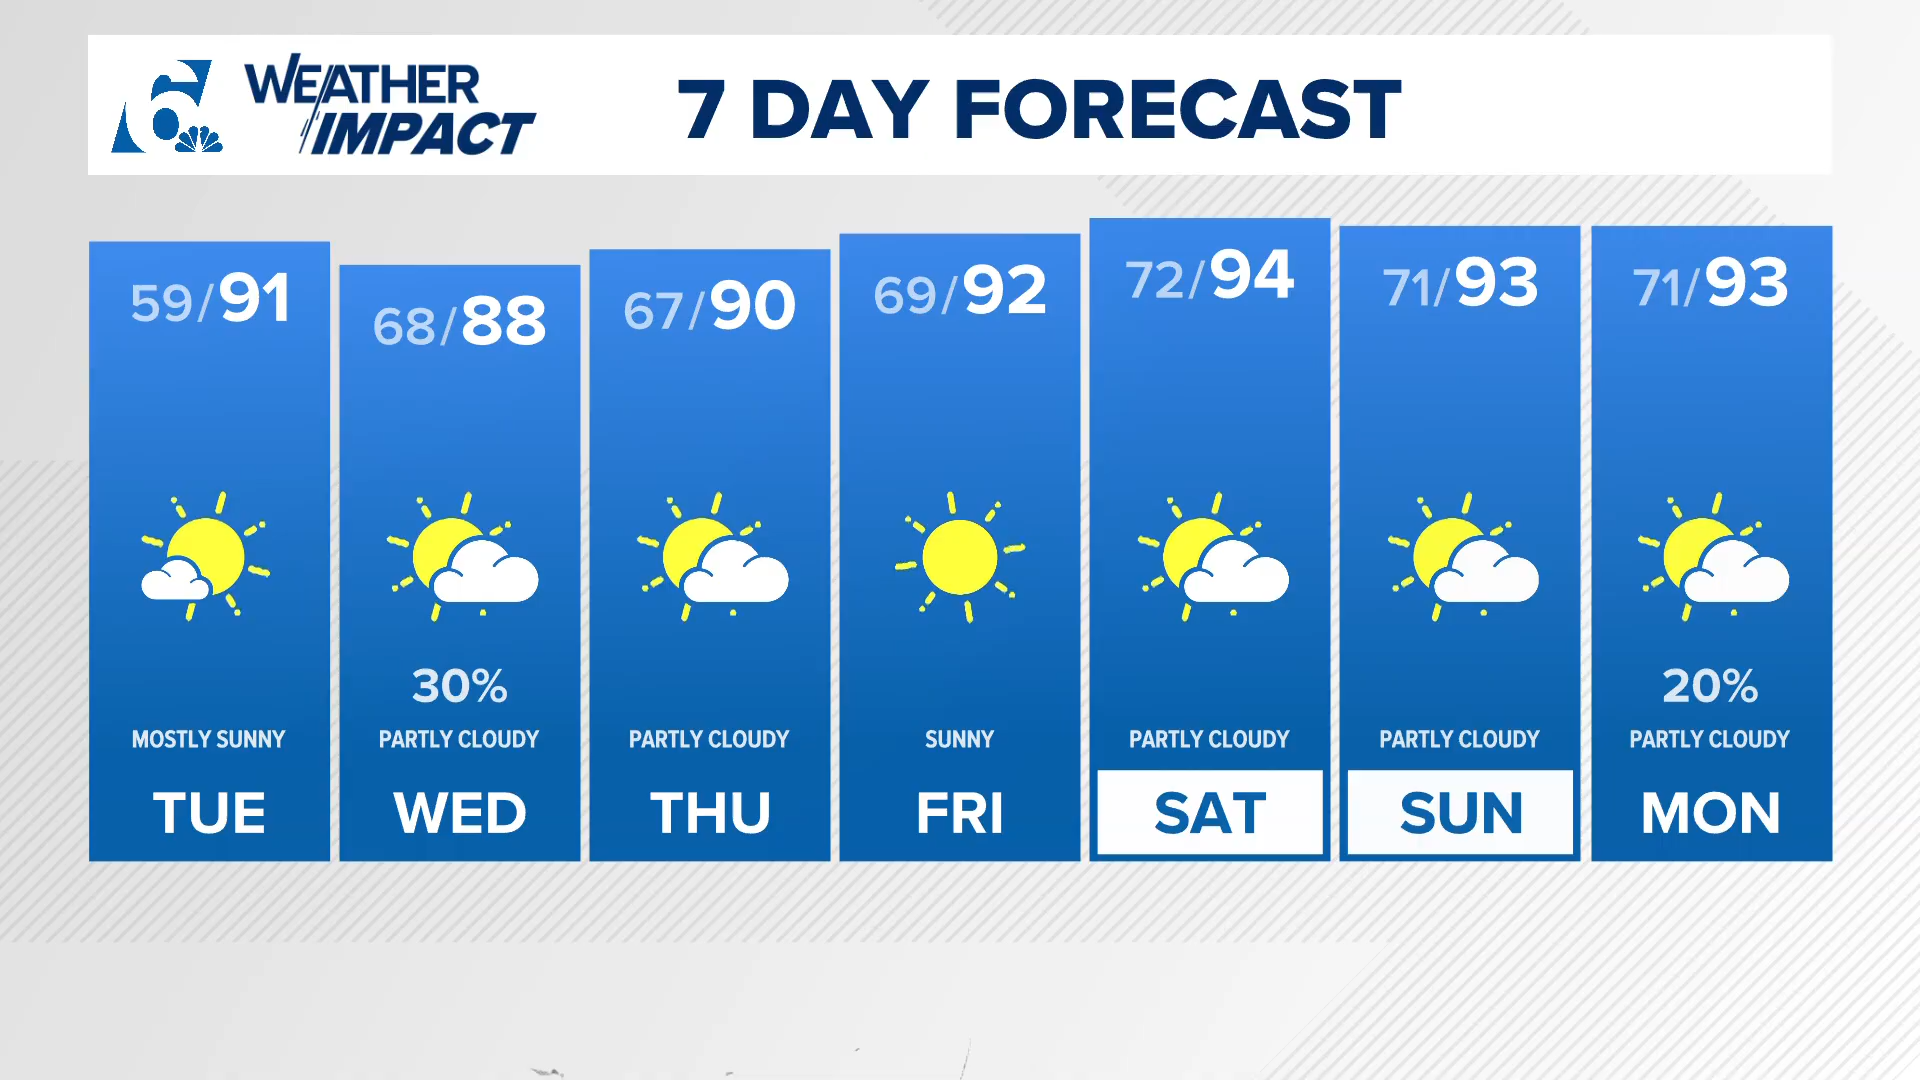 6
WEATHER
IMPACT
7 DAY FORECAST
59/91
MOSTLY SUNNY
TUE
68/88
30%
PARTLY CLOUDY
WED
67/90
PARTLY CLOUDY
THU
69/92
SUNNY
FRI
72/94
PARTLY CLOUDY
SAT
71/93
PARTLY CLOUDY
SUN
71/93
20%
PARTLY CLOUDY
MON